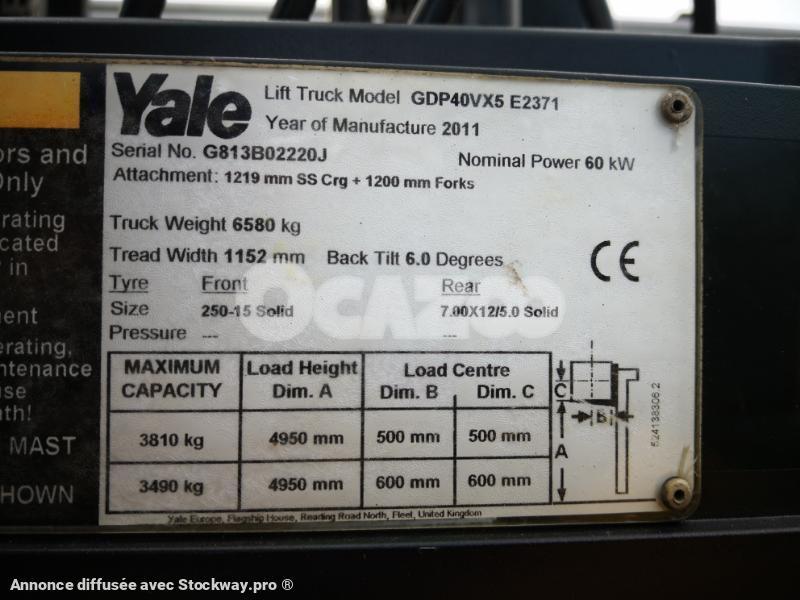 Yale
Lift Truck Model GDP40VX5 E2371
Year of Manufacture 2011
Serial No. G813B02220J
Nominal Power 60 kW
Attachment: 1219 mm SS Crg + 1200 mm Forks
Truck Weight 6580 kg
Tread Width 1152 mm Back Tilt 6.0 Degrees
CE
Tyre Front Rear
Size 250-15 Solid 7.00X12/5.0 Solid
Pressure --- ---
OCAZOO
MAXIMUM CAPACITY Load Height Dim. A Load Centre Dim. B Dim. C
3810 kg 4950 mm 500 mm 500 mm
3490 kg 4950 mm 600 mm 600 mm
C
B
A
524138306 2
Yale Europe, Flagship House, Reading Road North, Fleet, United Kingdom
ors and
Only
rating
cated
in
ment
erating,
ntenance
use
ath!
MAST
SHOWN
Annonce diffusée avec Stockway.pro ®